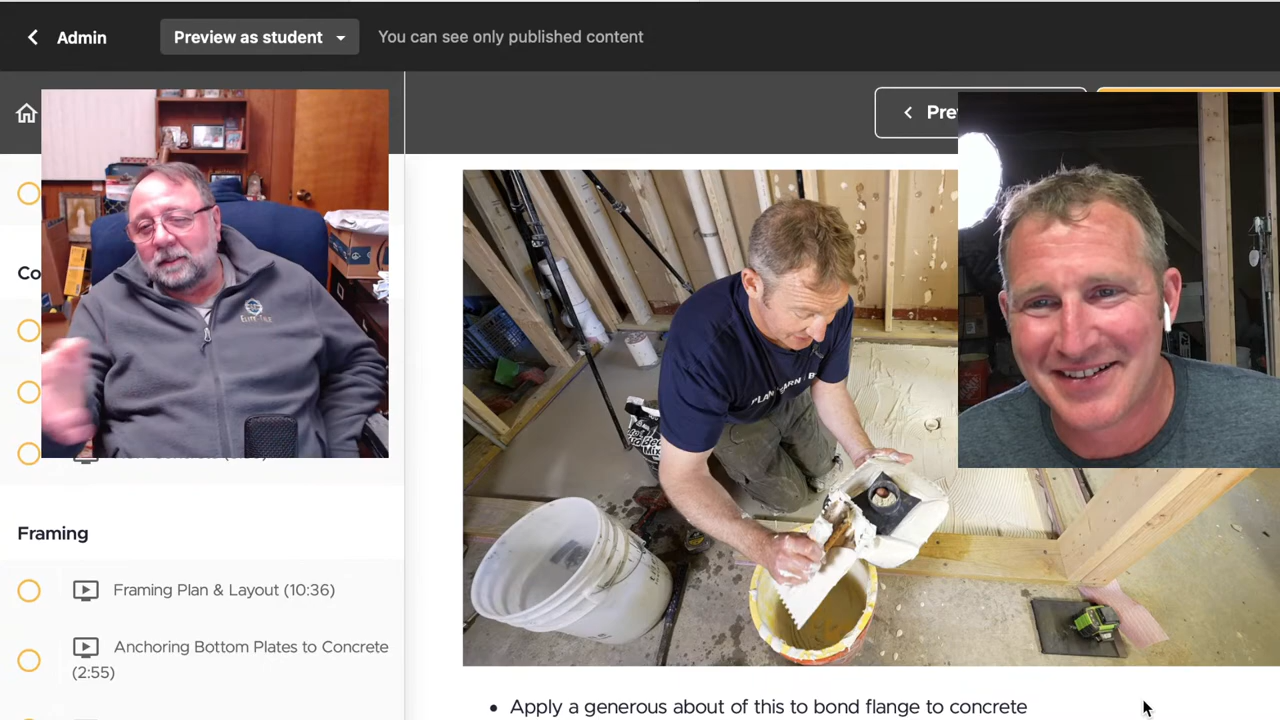 Admin
Preview as student
You can see only published content
Pre
Co
Framing
Framing Plan & Layout (10:36)
Anchoring Bottom Plates to Concrete
(2:55)
Apply a generous about of this to bond flange to concrete